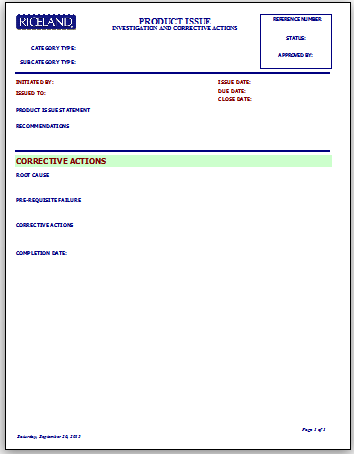 RICELAND
PRODUCT ISSUE
INVESTIGATION AND CORRECTIVE ACTIONS
REFERENCE NUMBER
STATUS:
APPROVED BY:
CATEGORY TYPE:
SUBCATEGORY TYPE:
INITIATED BY:
ISSUE DATE:
ISSUED TO:
DUE DATE:
CLOSE DATE:
PRODUCT ISSUE STATEMENT
RECOMMENDATIONS
CORRECTIVE ACTIONS
ROOT CAUSE
PRE-REQUISITE FAILURE
CORRECTIVE ACTIONS
COMPLETION DATE:
Page 1 of 1
Saturday, September